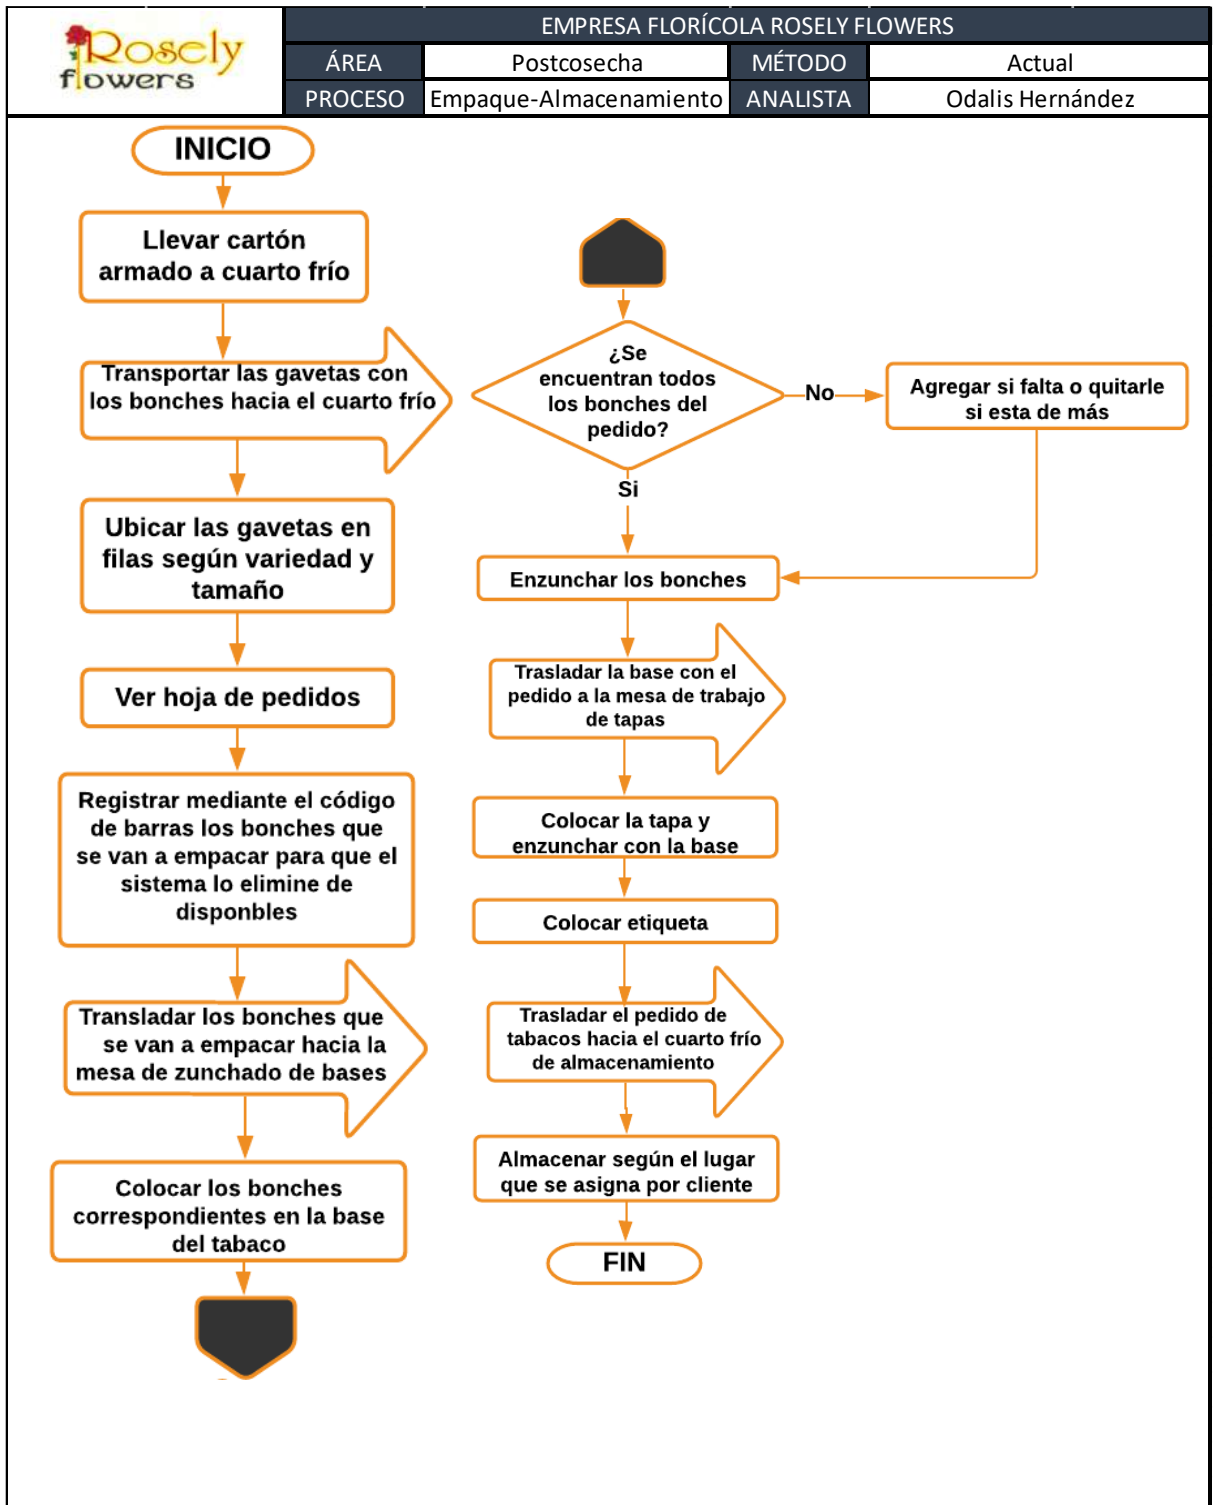 Rosely
flowers
EMPRESA FLORÍCOLA ROSELY FLOWERS
ÁREA
Postcosecha
MÉTODO
Actual
PROCESO
Empaque-Almacenamiento
ANALISTA
Odalis Hernández
INICIO
Llevar cartón
armado a cuarto frío
Transportar las gavetas con
los bonches hacia el cuarto frío
Ubicar las gavetas en
filas según variedad y
tamaño
Ver hoja de pedidos
Registrar mediante el código
de barras los bonches que
se van a empacar para que el
sistema lo elimine de
disponbles
Transladar los bonches que
se van a empacar hacia la
mesa de zunchado de bases
Colocar los bonches
correspondientes en la base
del tabaco
¿Se
encuentran todos
los bonches del
pedido?
No
Agregar si falta o quitarle
si esta de más
Si
Enzunchar los bonches
Trasladar la base con el
pedido a la mesa de trabajo
de tapas
Colocar la tapa y
enzunchar con la base
Colocar etiqueta
Trasladar el pedido de
tabacos hacia el cuarto frío
de almacenamiento
Almacenar según el lugar
que se asigna por cliente
FIN